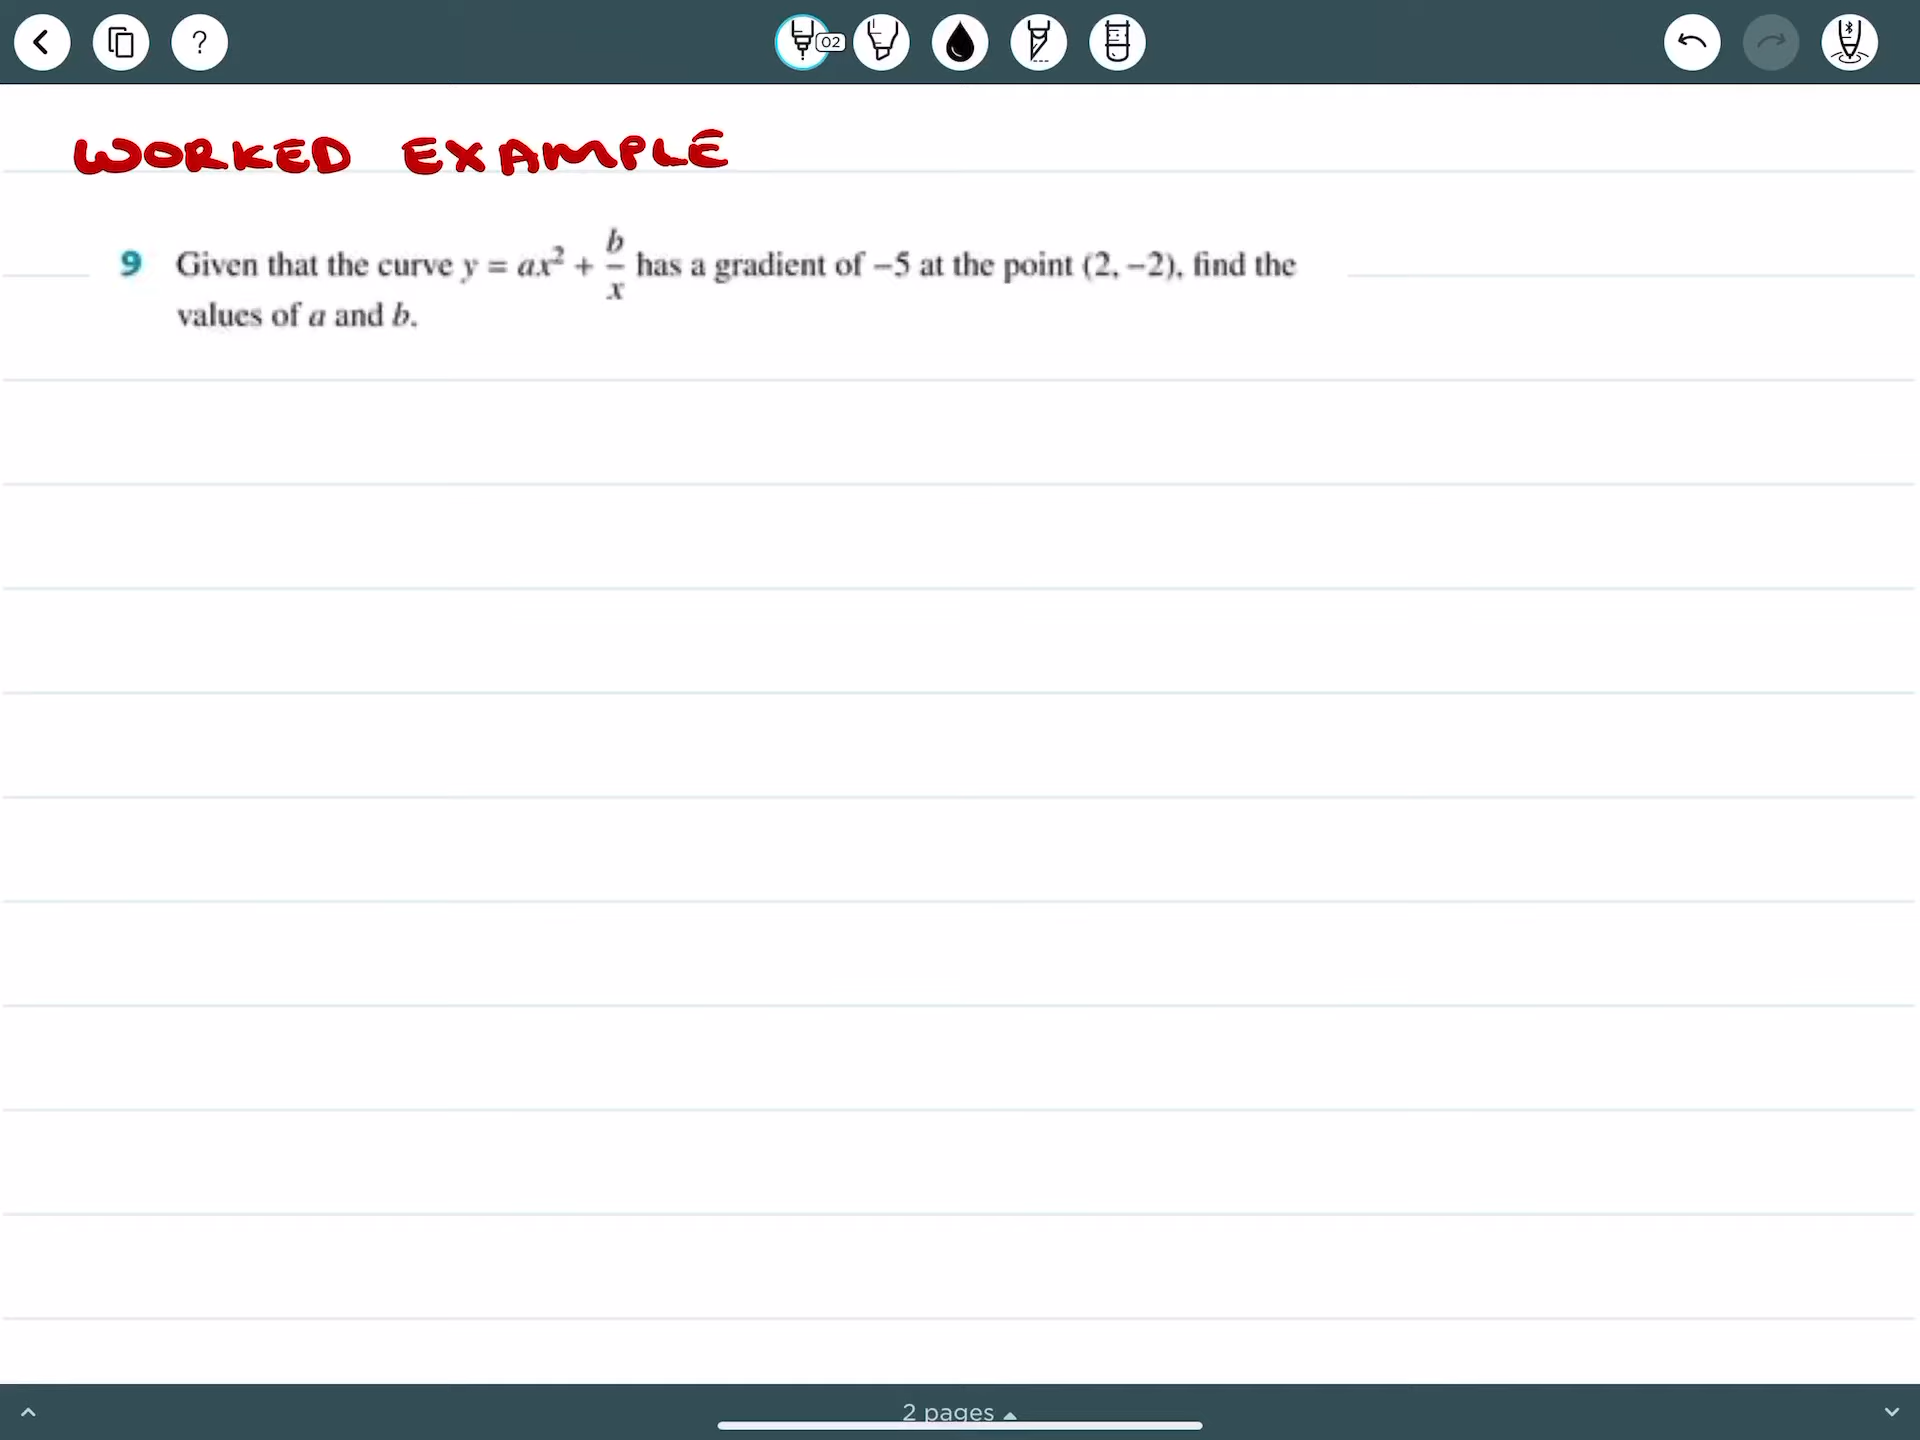 ?
02
WORKED EXAMPLE
9 Given that the curve y = ax² + b/x has a gradient of −5 at the point (2, −2), find the
values of a and b.
2 pages